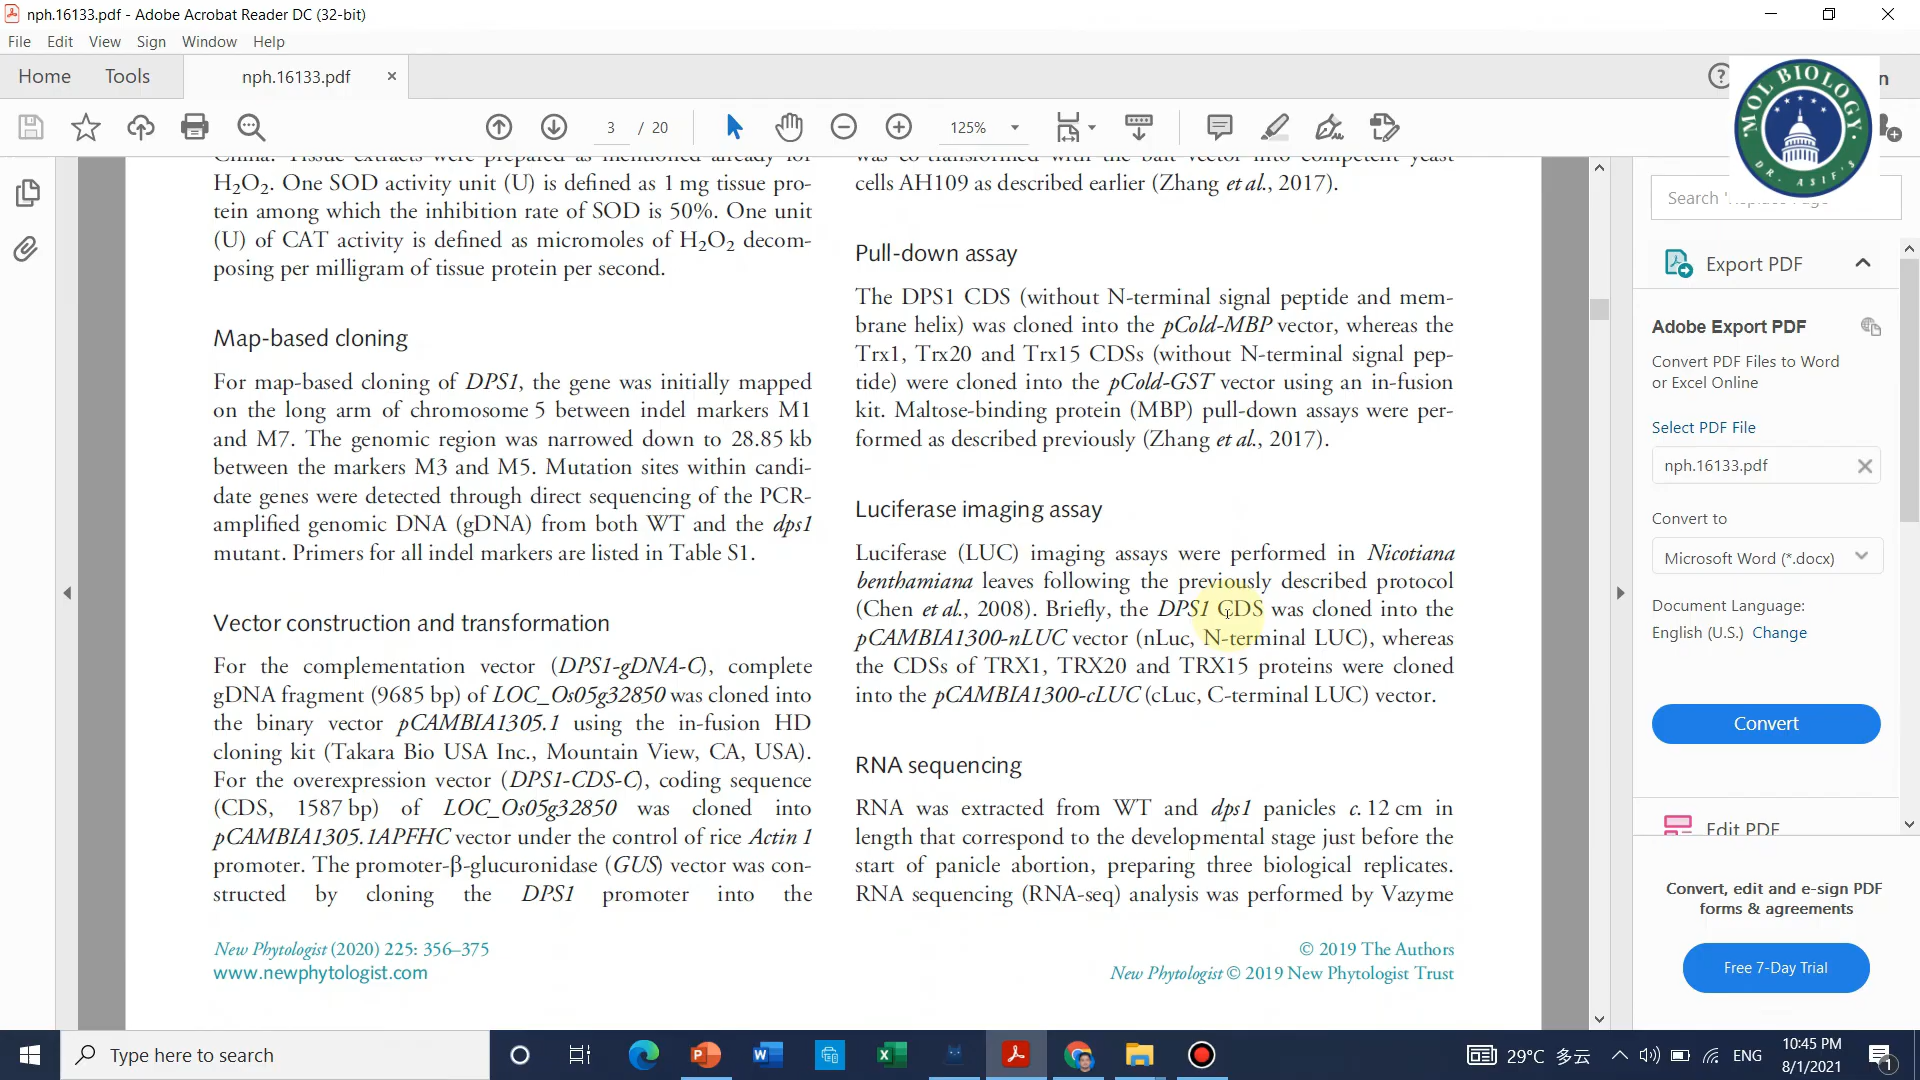 nph.16133.pdf - Adobe Acrobat Reader DC (32-bit)
File Edit View Sign Window Help
Home Tools nph.16133.pdf
3 / 20 125%
MOL BIOLOGY
DR. ASIF'S
China. Tissue extracts were prepared as mentioned already for
H₂O₂. One SOD activity unit (U) is defined as 1 mg tissue pro-
tein among which the inhibition rate of SOD is 50%. One unit
(U) of CAT activity is defined as micromoles of H₂O₂ decom-
posing per milligram of tissue protein per second.
Map-based cloning
For map-based cloning of DPS1, the gene was initially mapped
on the long arm of chromosome 5 between indel markers M1
and M7. The genomic region was narrowed down to 28.85 kb
between the markers M3 and M5. Mutation sites within candi-
date genes were detected through direct sequencing of the PCR-
amplified genomic DNA (gDNA) from both WT and the dps1
mutant. Primers for all indel markers are listed in Table S1.
Vector construction and transformation
For the complementation vector (DPS1-gDNA-C), complete
gDNA fragment (9685 bp) of LOC_Os05g32850 was cloned into
the binary vector pCAMBIA1305.1 using the in-fusion HD
cloning kit (Takara Bio USA Inc., Mountain View, CA, USA).
For the overexpression vector (DPS1-CDS-C), coding sequence
(CDS, 1587 bp) of LOC_Os05g32850 was cloned into
pCAMBIA1305.1APFHC vector under the control of rice Actin 1
promoter. The promoter-β-glucuronidase (GUS) vector was con-
structed by cloning the DPS1 promoter into the
was co-transformed with the bait vector into competent yeast
cells AH109 as described earlier (Zhang et al., 2017).
Pull-down assay
The DPS1 CDS (without N-terminal signal peptide and mem-
brane helix) was cloned into the pCold-MBP vector, whereas the
Trx1, Trx20 and Trx15 CDSs (without N-terminal signal pep-
tide) were cloned into the pCold-GST vector using an in-fusion
kit. Maltose-binding protein (MBP) pull-down assays were per-
formed as described previously (Zhang et al., 2017).
Luciferase imaging assay
Luciferase (LUC) imaging assays were performed in Nicotiana
benthamiana leaves following the previously described protocol
(Chen et al., 2008). Briefly, the DPS1 CDS was cloned into the
pCAMBIA1300-nLUC vector (nLuc, N-terminal LUC), whereas
the CDSs of TRX1, TRX20 and TRX15 proteins were cloned
into the pCAMBIA1300-cLUC (cLuc, C-terminal LUC) vector.
RNA sequencing
RNA was extracted from WT and dps1 panicles c. 12 cm in
length that correspond to the developmental stage just before the
start of panicle abortion, preparing three biological replicates.
RNA sequencing (RNA-seq) analysis was performed by Vazyme
New Phytologist (2020) 225: 356–375
www.newphytologist.com
© 2019 The Authors
New Phytologist © 2019 New Phytologist Trust
Search
Export PDF
Adobe Export PDF
Convert PDF Files to Word
or Excel Online
Select PDF File
nph.16133.pdf
Convert to
Microsoft Word (*.docx)
Document Language:
English (U.S.) Change
Convert
Edit PDF
Convert, edit and e-sign PDF
forms & agreements
Free 7-Day Trial
Type here to search
29°C 多云 ENG 10:45 PM
8/1/2021
1